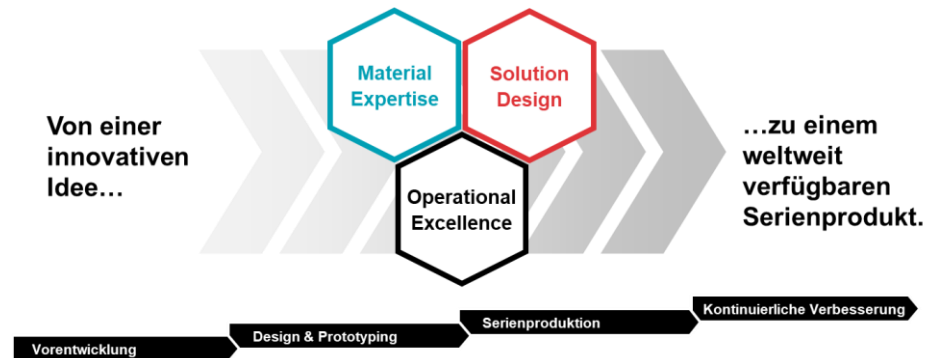 Von einer
innovativen
Idee…
Material
Expertise
Solution
Design
Operational
Excellence
…zu einem
weltweit
verfügbaren
Serienprodukt.
Vorentwicklung
Design & Prototyping
Serienproduktion
Kontinuierliche Verbesserung